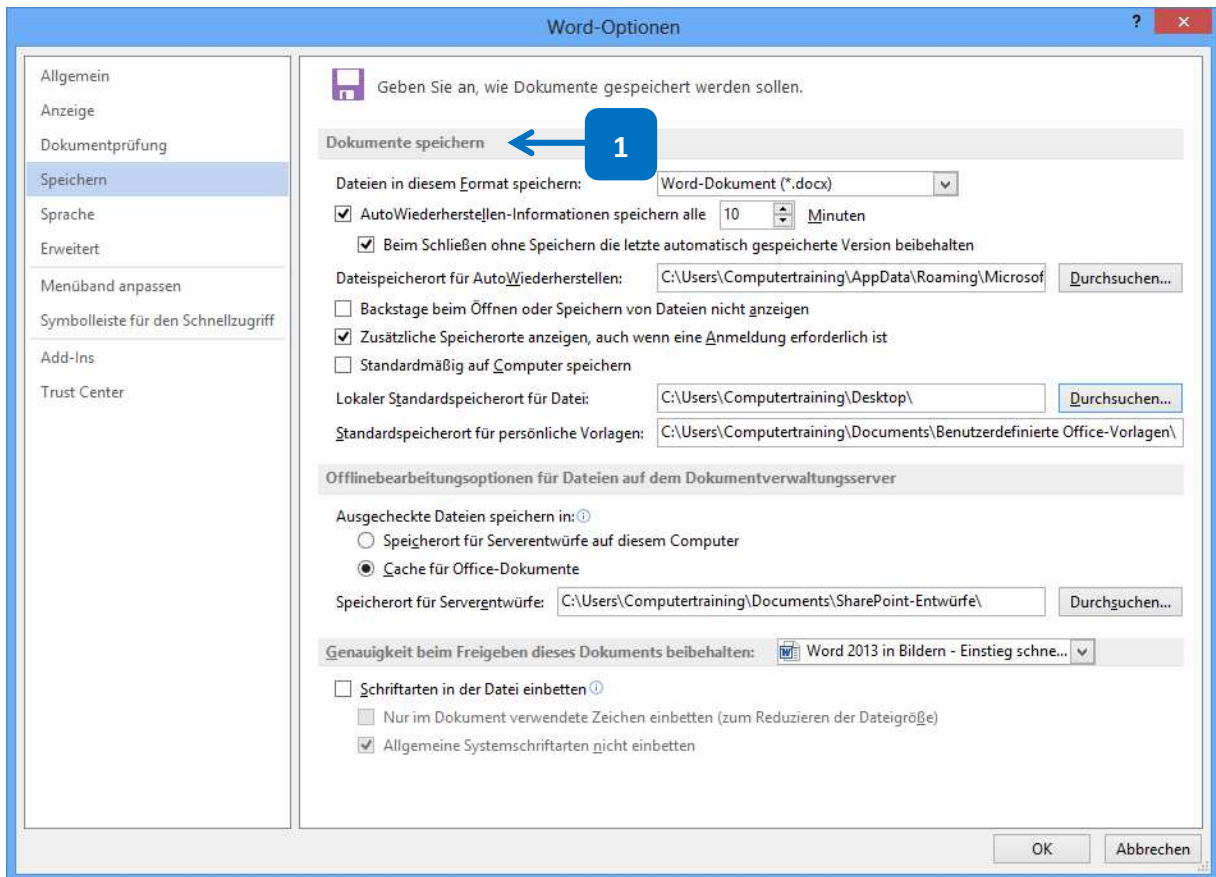 Word-Optionen
?
×
Allgemein
Anzeige
Dokumentprüfung
Speichern
Sprache
Erweitert
Menüband anpassen
Symbolleiste für den Schnellzugriff
Add-Ins
Trust Center
Geben Sie an, wie Dokumente gespeichert werden sollen.
Dokumente speichern
1
Dateien in diesem Format speichern: Word-Dokument (*.docx)
AutoWiederherstellen-Informationen speichern alle 10 Minuten
Beim Schließen ohne Speichern die letzte automatisch gespeicherte Version beibehalten
Dateispeicherort für AutoWiederherstellen: C:\Users\Computertraining\AppData\Roaming\Microsof Durchsuchen...
Backstage beim Öffnen oder Speichern von Dateien nicht anzeigen
Zusätzliche Speicherorte anzeigen, auch wenn eine Anmeldung erforderlich ist
Standardmäßig auf Computer speichern
Lokaler Standardspeicherort für Datei: C:\Users\Computertraining\Desktop\ Durchsuchen...
Standardspeicherort für persönliche Vorlagen: C:\Users\Computertraining\Documents\Benutzerdefinierte Office-Vorlagen\
Offlinebearbeitungsoptionen für Dateien auf dem Dokumentverwaltungsserver
Ausgecheckte Dateien speichern in:
Speicherort für Serverentwürfe auf diesem Computer
Cache für Office-Dokumente
Speicherort für Serverentwürfe: C:\Users\Computertraining\Documents\SharePoint-Entwürfe\ Durchsuchen...
Genauigkeit beim Freigeben dieses Dokuments beibehalten: Word 2013 in Bildern - Einstieg schne...
Schriftarten in der Datei einbetten
Nur im Dokument verwendete Zeichen einbetten (zum Reduzieren der Dateigröße)
Allgemeine Systemschriftarten nicht einbetten
OK Abbrechen